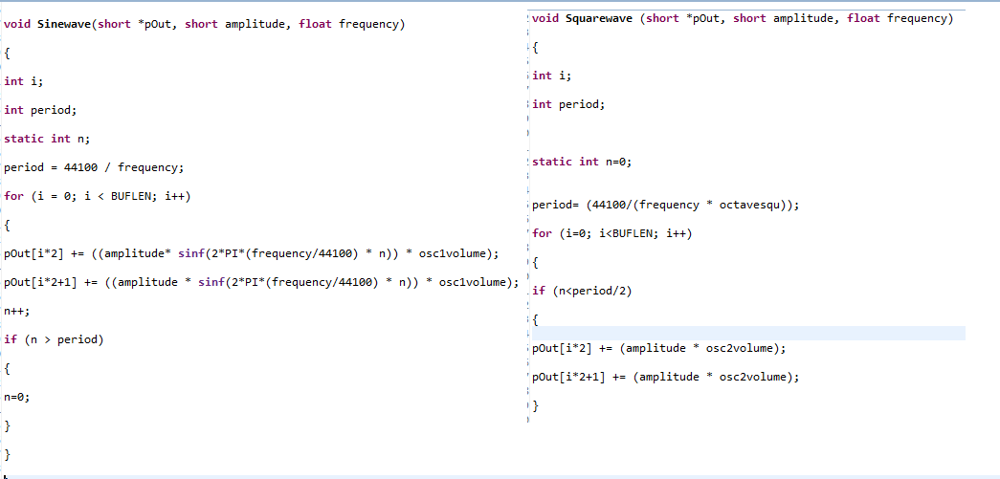 void Sinewave(short *pOut, short amplitude, float frequency)
{
int i;
int period;
static int n;
period = 44100 / frequency;
for (i = 0; i < BUFLEN; i++)
{
pOut[i*2] += ((amplitude* sinf(2*PI*(frequency/44100) * n)) * osc1volume);
pOut[i*2+1] += ((amplitude * sinf(2*PI*(frequency/44100) * n)) * osc1volume);
n++;
if (n > period)
{
n=0;
}
}
void Squarewave (short *pOut, short amplitude, float frequency)
{
int i;
int period;
static int n=0;
period= (44100/(frequency * octavesqu));
for (i=0; i<BUFLEN; i++)
{
if (n<period/2)
{
pOut[i*2] += (amplitude * osc2volume);
pOut[i*2+1] += (amplitude * osc2volume);
}